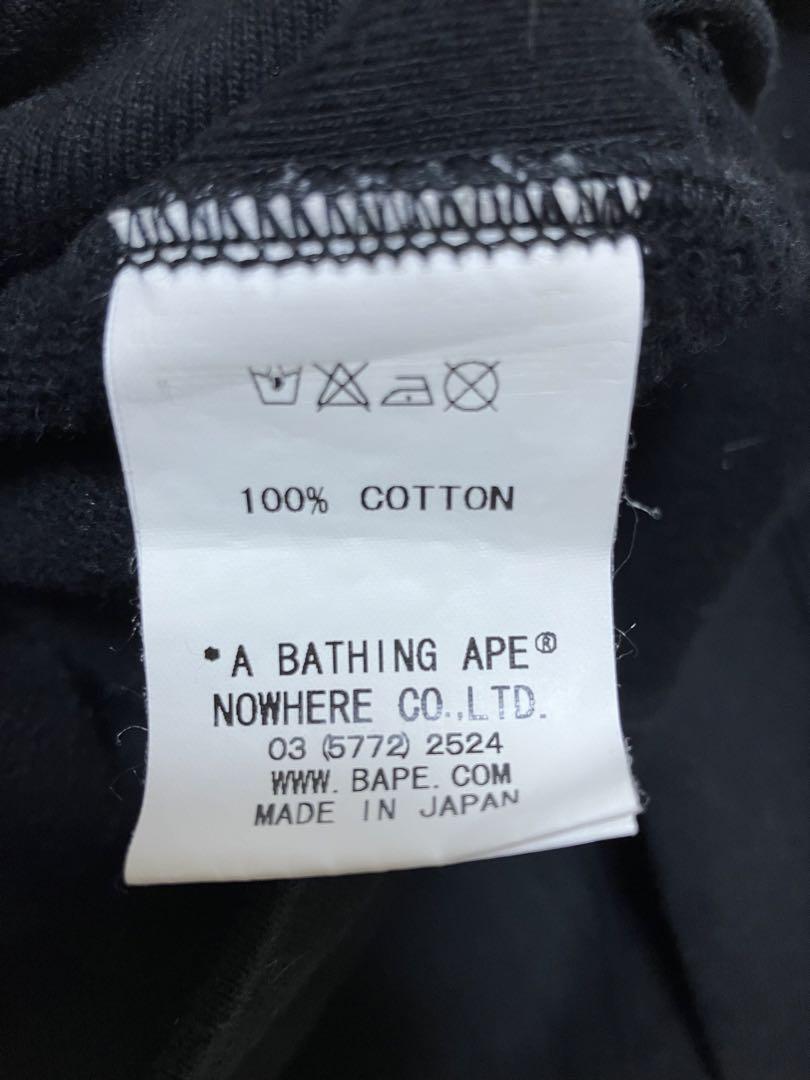 100% COTTON
*A BATHING APE®
NOWHERE CO.,LTD.
03 (5772) 2524
WWW. BAPE. COM
MADE IN JAPAN